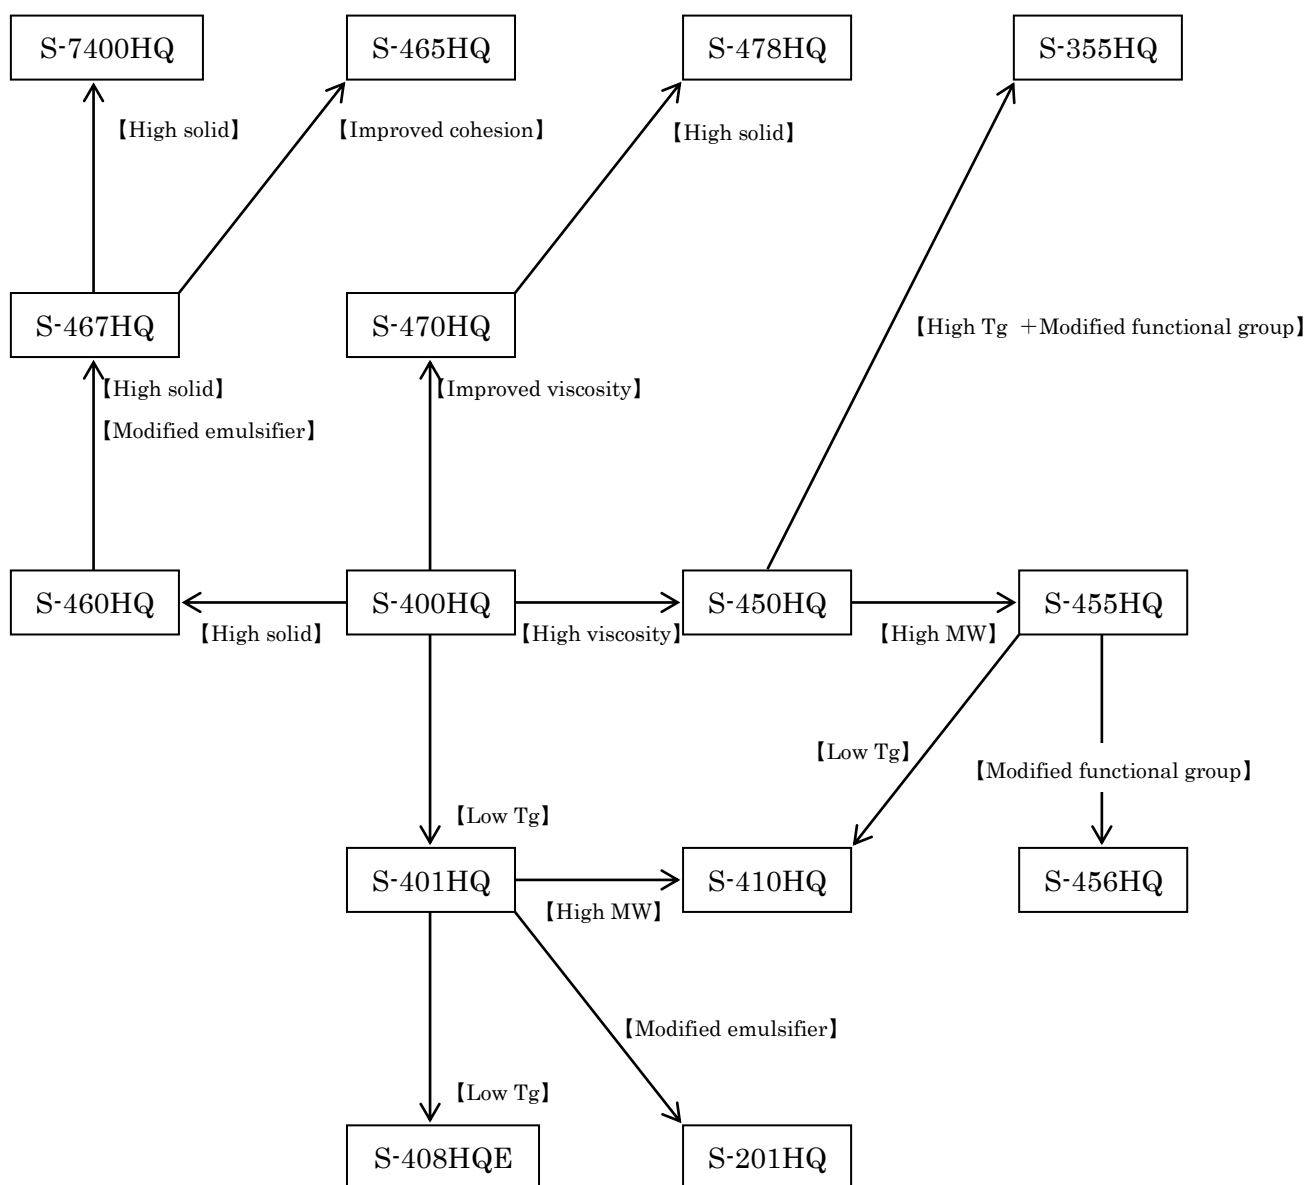 S-7400HQ
S-465HQ
S-478HQ
S-355HQ
【High solid】
【Improved cohesion】
【High solid】
S-467HQ
S-470HQ
【High Tg ＋Modified functional group】
【High solid】
【Improved viscosity】
【Modified emulsifier】
S-460HQ
S-400HQ
S-450HQ
S-455HQ
【High solid】
【High viscosity】
【High MW】
【Low Tg】
【Modified functional group】
【Low Tg】
S-401HQ
S-410HQ
S-456HQ
【High MW】
【Modified emulsifier】
【Low Tg】
S-408HQE
S-201HQ